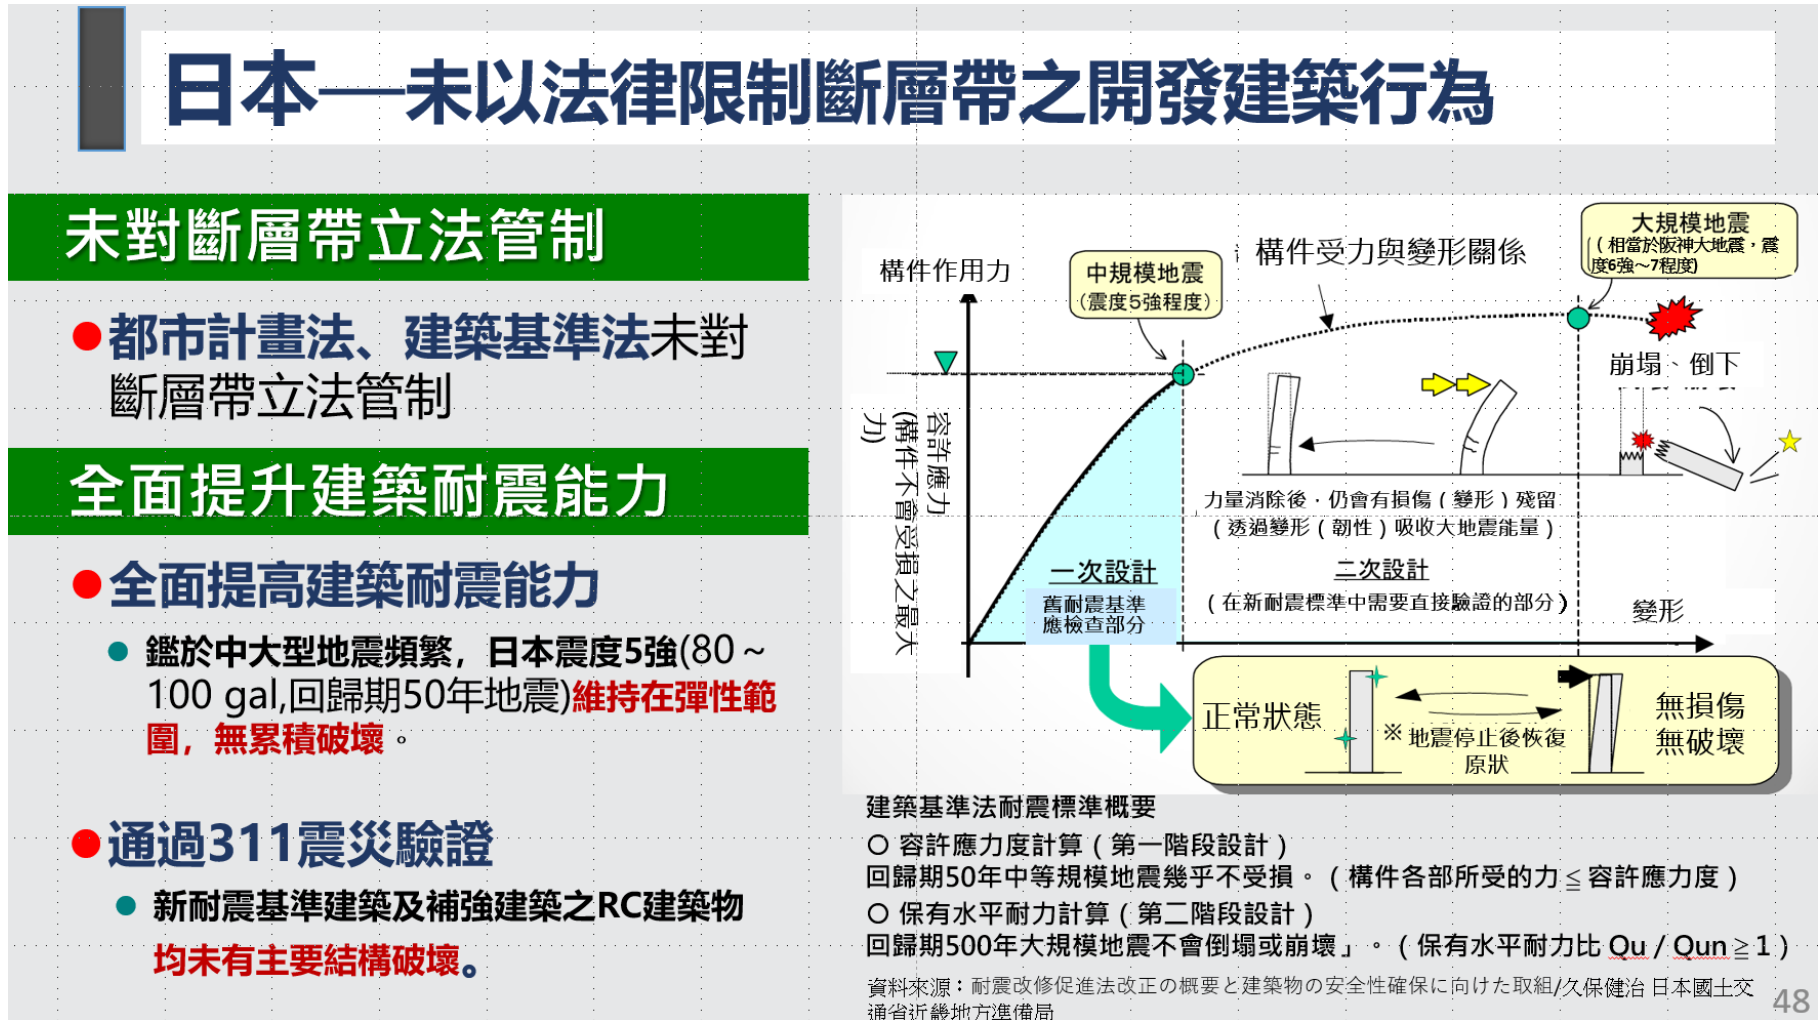 日本──未以法律限制斷層帶之開發建築行為
未對斷層帶立法管制
都市計畫法、建築基準法未對
斷層帶立法管制
全面提升建築耐震能力
全面提高建築耐震能力
鑑於中大型地震頻繁，日本震度5強(80～
100 gal,回歸期50年地震)維持在彈性範
圍，無累積破壞。
通過311震災驗證
新耐震基準建築及補強建築之RC建築物
均未有主要結構破壞。
構件作用力
中規模地震
（震度5強程度）
構件受力與變形關係
大規模地震
（相當於阪神大地震，震
度6強～7程度)
崩塌、倒下
容許應力
(構件不會受損之最大
力)
力量消除後．仍會有損傷（變形）殘留
（透過變形（韌性）吸收大地震能量）
一次設計
舊耐震基準
應檢查部分
二次設計
（在新耐震標準中需要直接驗證的部分）
變形
正常狀態
※ 地震停止後恢復
原狀
無損傷
無破壞
建築基準法耐震標準概要
○ 容許應力度計算（第一階段設計）
回歸期50年中等規模地震幾乎不受損。（構件各部所受的力≦容許應力度）
○ 保有水平耐力計算（第二階段設計）
回歸期500年大規模地震不會倒塌或崩壞」。（保有水平耐力比 Qu / Qun≧1）
資料來源：耐震改修促進法改正の概要と建築物の安全性確保に向けた取組/久保健治 日本國土交
通省近畿地方準備局
48